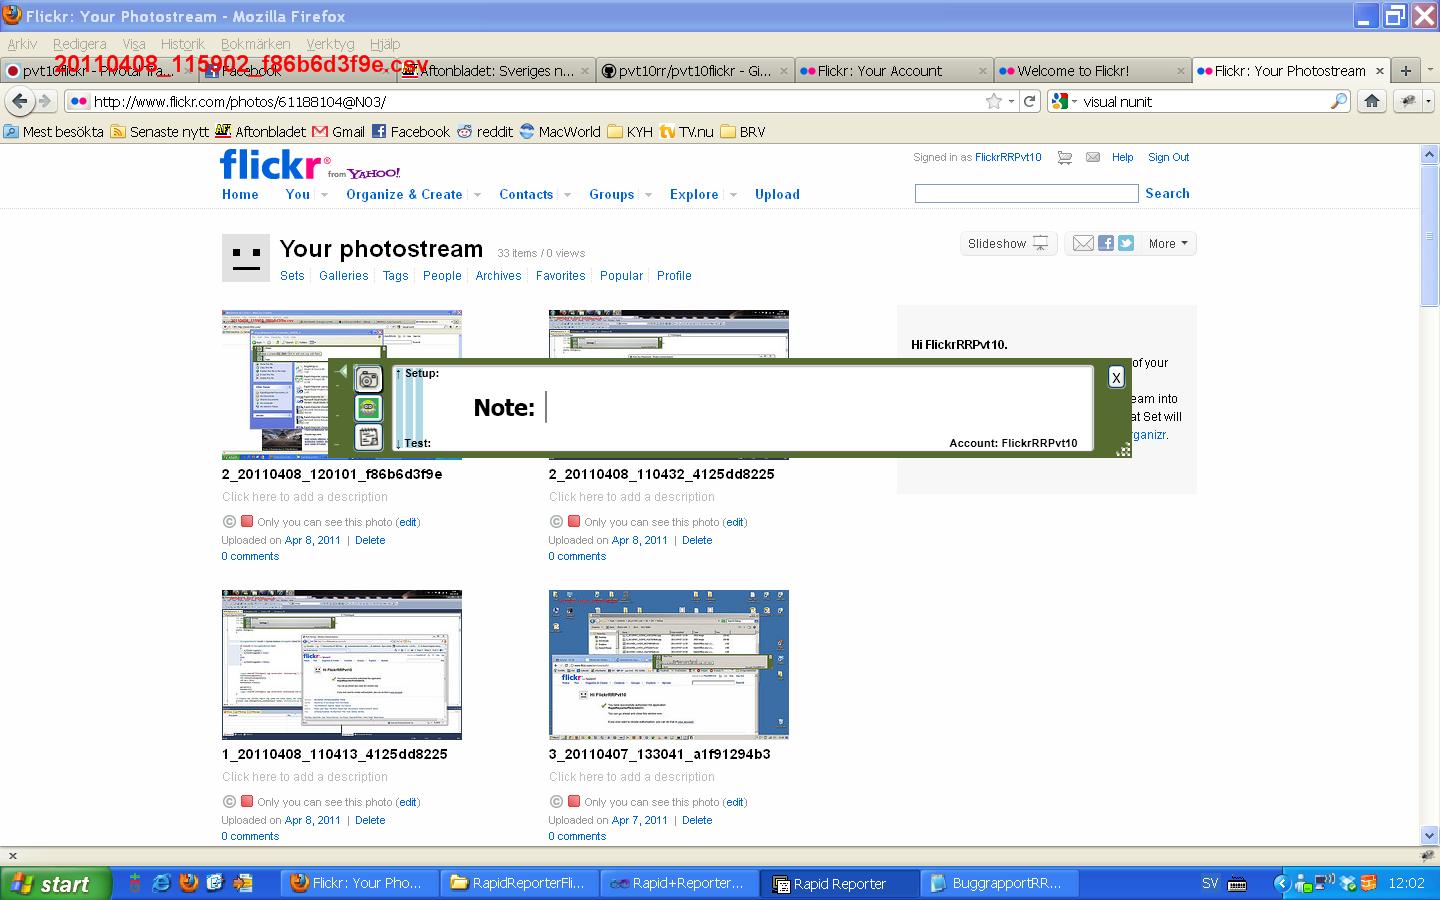 Flickr: Your Photostream - Mozilla Firefox
Arkiv Redigera Visa Historik Bokmärken Verktyg Hjälp
20110408_115902_f86b6d3f9e.csv
pvt10flickr - Pivotal Tra... Facebook Aftonbladet: Sveriges n... pvt10rr/pvt10flickr - Gi... Flickr: Your Account Welcome to Flickr! Flickr: Your Photostream
http://www.flickr.com/photos/61188104@N03/ visual nunit
Mest besökta Senaste nytt Aftonbladet Gmail Facebook reddit MacWorld KYH TV.nu BRV
flickr from YAHOO!
Signed in as FlickrRRPvt10 Help Sign Out
Home You Organize & Create Contacts Groups Explore Upload Search
Your photostream 33 items / 0 views
Slideshow More
Sets Galleries Tags People Archives Favorites Popular Profile
Hi FlickrRRPvt10.
of your
eam into
at Set will
rganizr.
↑ Setup:
Note:
↓ Test:
Account: FlickrRRPvt10
X
2_20110408_120101_f86b6d3f9e
Click here to add a description
Only you can see this photo (edit)
Uploaded on Apr 8, 2011 | Delete
0 comments
2_20110408_110432_4125dd8225
Click here to add a description
Only you can see this photo (edit)
Uploaded on Apr 8, 2011 | Delete
0 comments
flickr
Hi FlickrRRPvt10
1_20110408_110413_4125dd8225
Click here to add a description
Only you can see this photo (edit)
Uploaded on Apr 8, 2011 | Delete
0 comments
flickr
Hi FlickrRRPvt10
3_20110407_133041_a1f91294b3
Click here to add a description
Only you can see this photo (edit)
Uploaded on Apr 7, 2011 | Delete
0 comments
x
start Flickr: Your Pho... RapidReporterFli... Rapid+Reporter... Rapid Reporter BuggrapportRR... SV 12:02